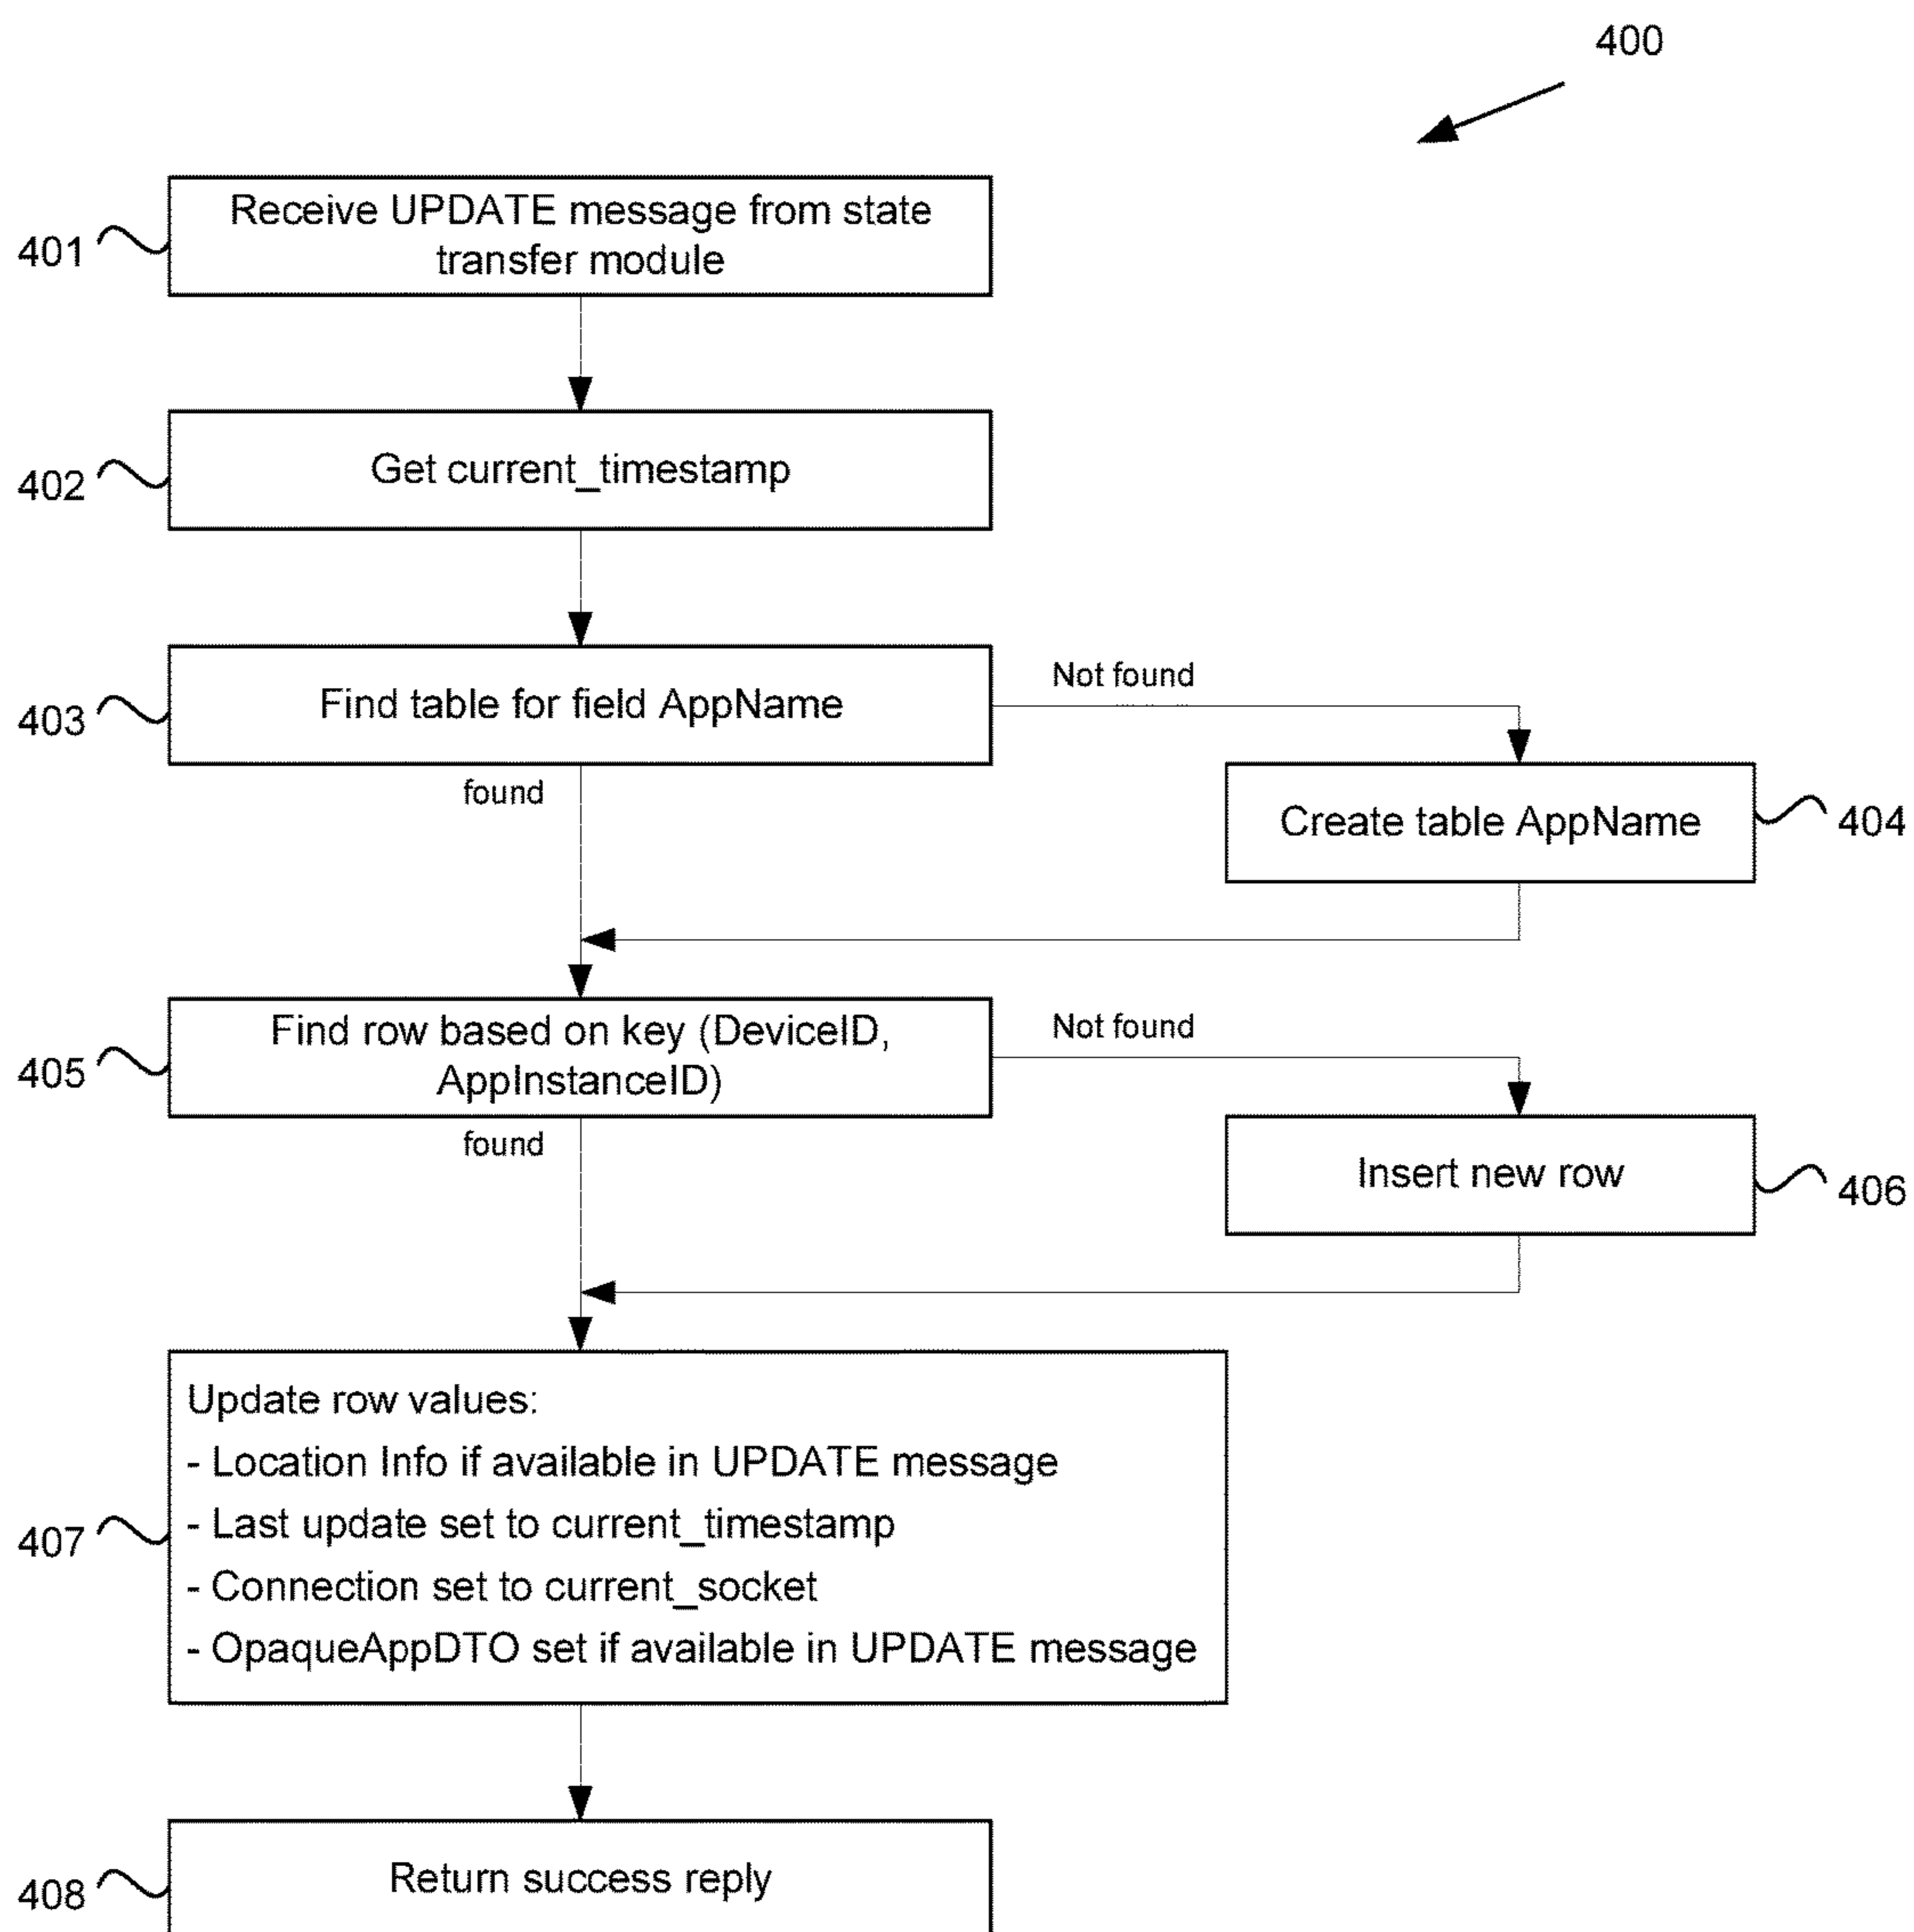 400
Receive UPDATE message from state
transfer module
401
Get current_timestamp
402
Find table for field AppName
403
Not found
found
Create table AppName
404
Find row based on key (DeviceID,
AppInstanceID)
405
Not found
found
Insert new row
406
Update row values:
- Location Info if available in UPDATE message
- Last update set to current_timestamp
- Connection set to current_socket
- OpaqueAppDTO set if available in UPDATE message
407
Return success reply
408